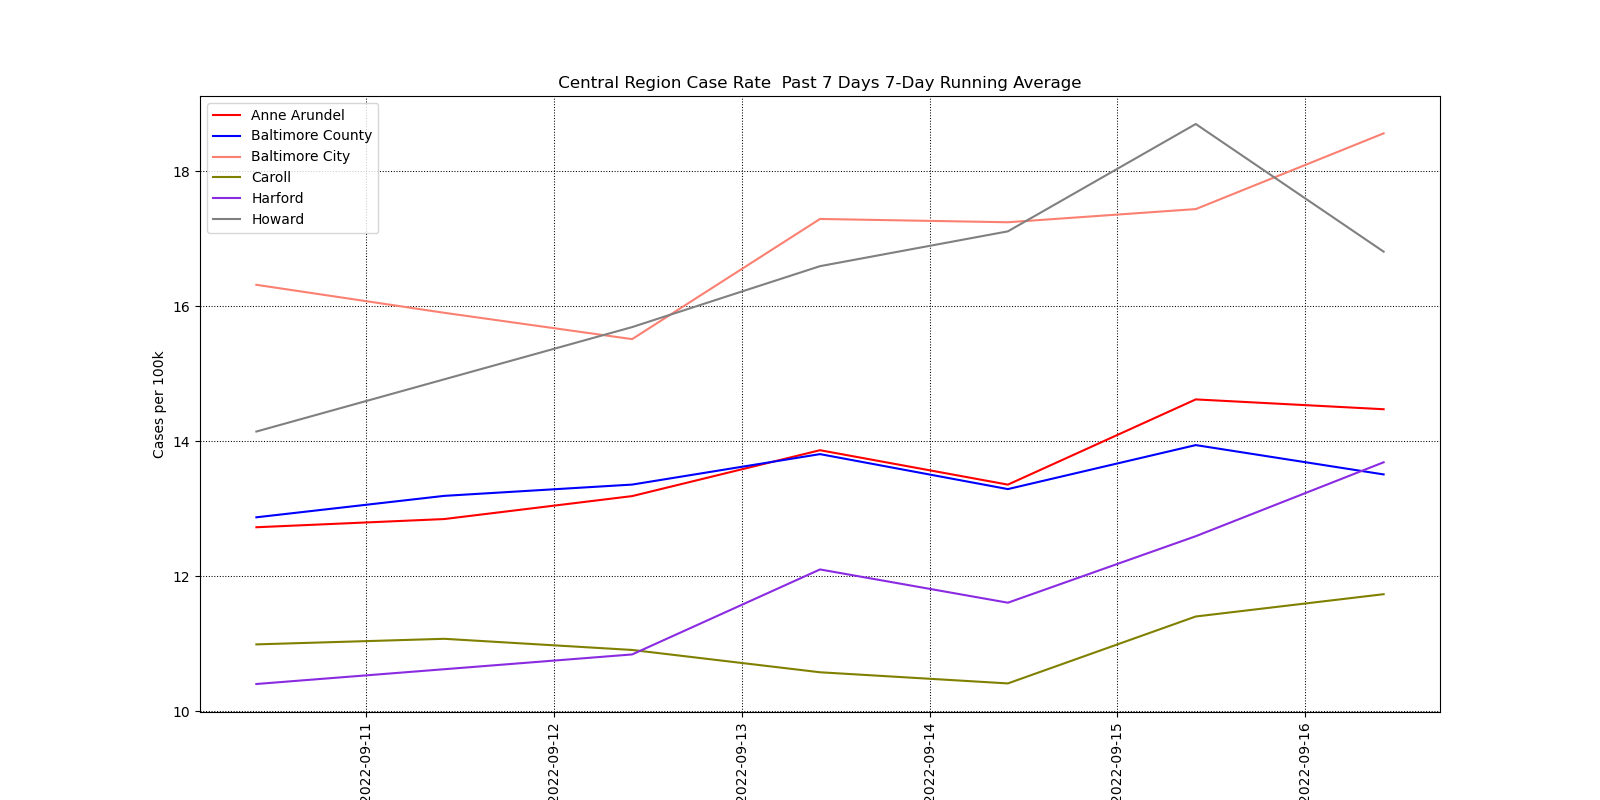 Central Region Case Rate  Past 7 Days 7-Day Running Average
Anne Arundel
Baltimore County
Baltimore City
Caroll
Harford
Howard
Cases per 100k
18
16
14
12
10
2022-09-11
2022-09-12
2022-09-13
2022-09-14
2022-09-15
2022-09-16